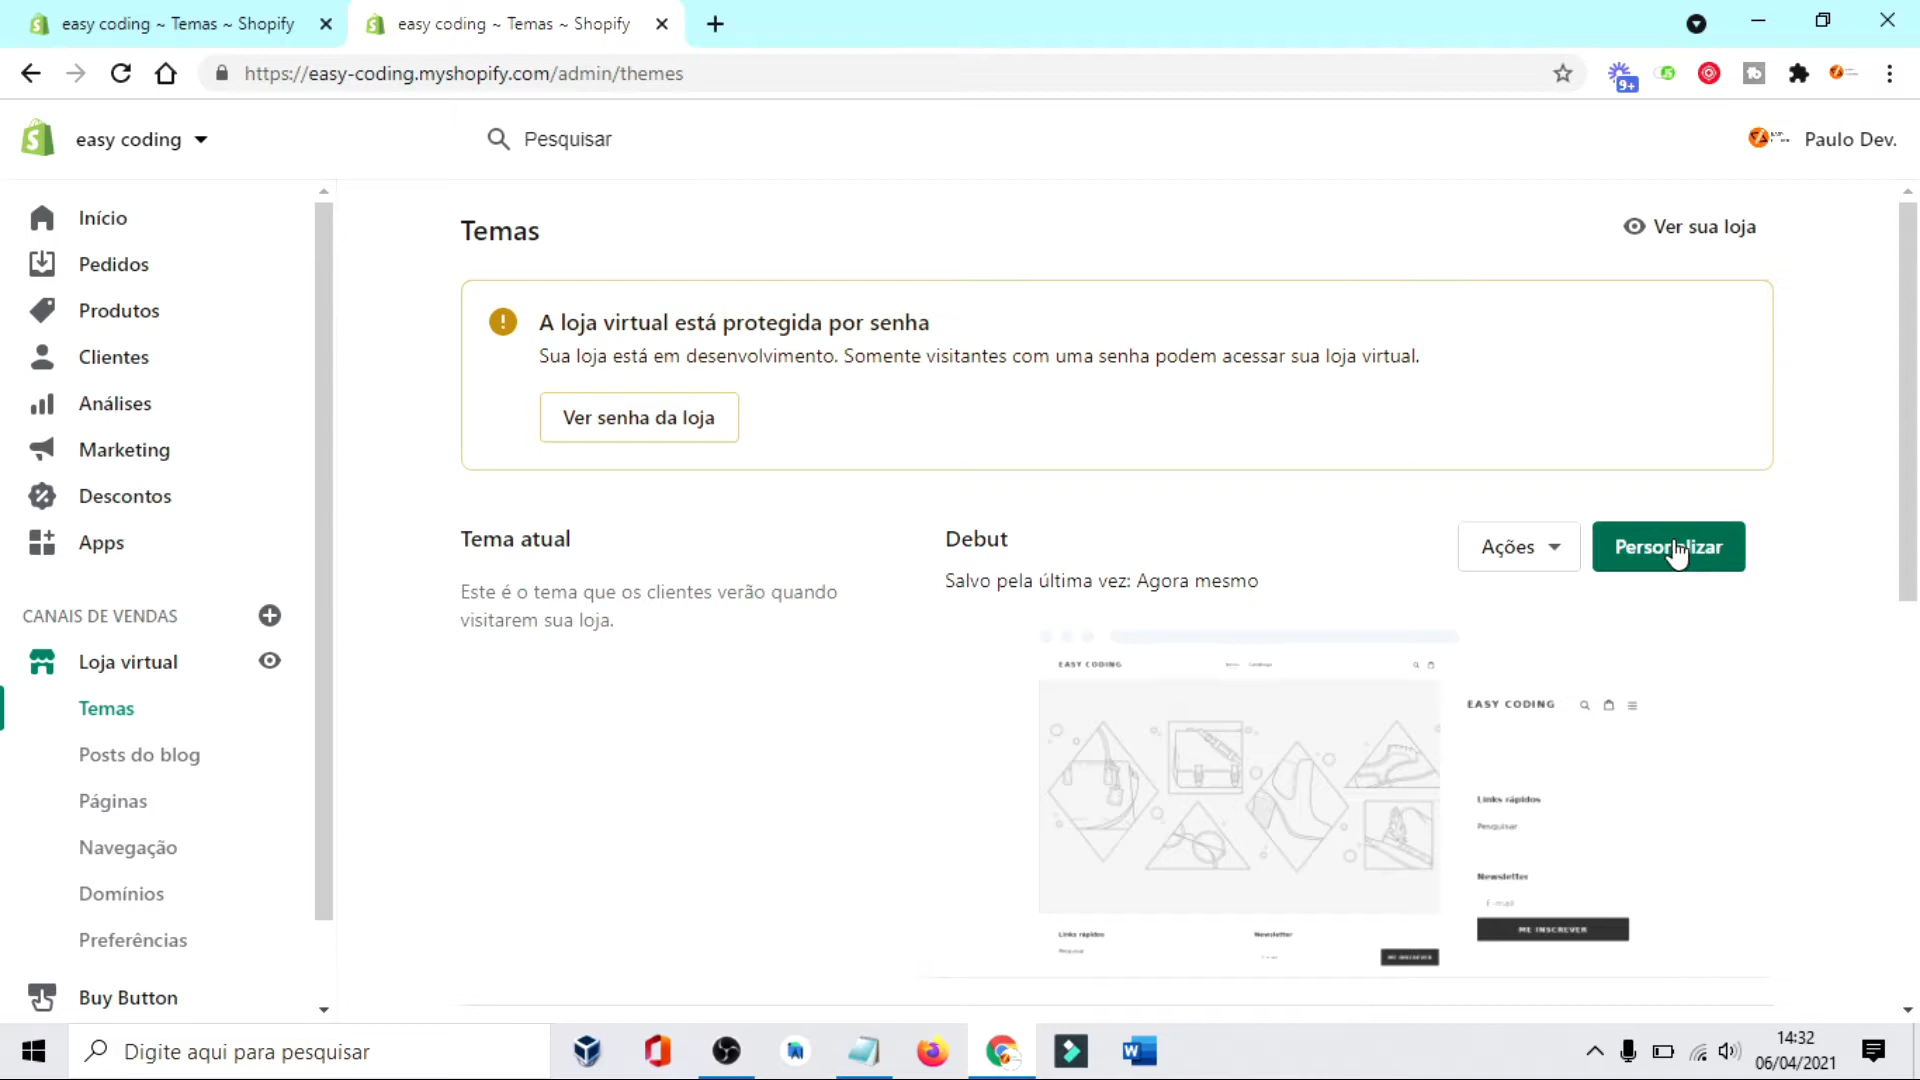 easy coding ~ Temas ~ Shopify
easy coding ~ Temas ~ Shopify
https://easy-coding.myshopify.com/admin/themes
9+
easy coding
Pesquisar
Paulo Dev.
Início
Pedidos
Produtos
Clientes
Análises
Marketing
Descontos
Apps
CANAIS DE VENDAS
Loja virtual
Temas
Posts do blog
Páginas
Navegação
Domínios
Preferências
Buy Button
Temas
Ver sua loja
A loja virtual está protegida por senha
Sua loja está em desenvolvimento. Somente visitantes com uma senha podem acessar sua loja virtual.
Ver senha da loja
Tema atual
Este é o tema que os clientes verão quando
visitarem sua loja.
Debut
Salvo pela última vez: Agora mesmo
Ações
Personalizar
EASY CODING
Links rápidos
Pesquisar
Newsletter
E-mail
ME INSCREVER
EASY CODING
Links rápidos
Pesquisar
Newsletter
E-mail
ME INSCREVER
Digite aqui para pesquisar
14:32
06/04/2021